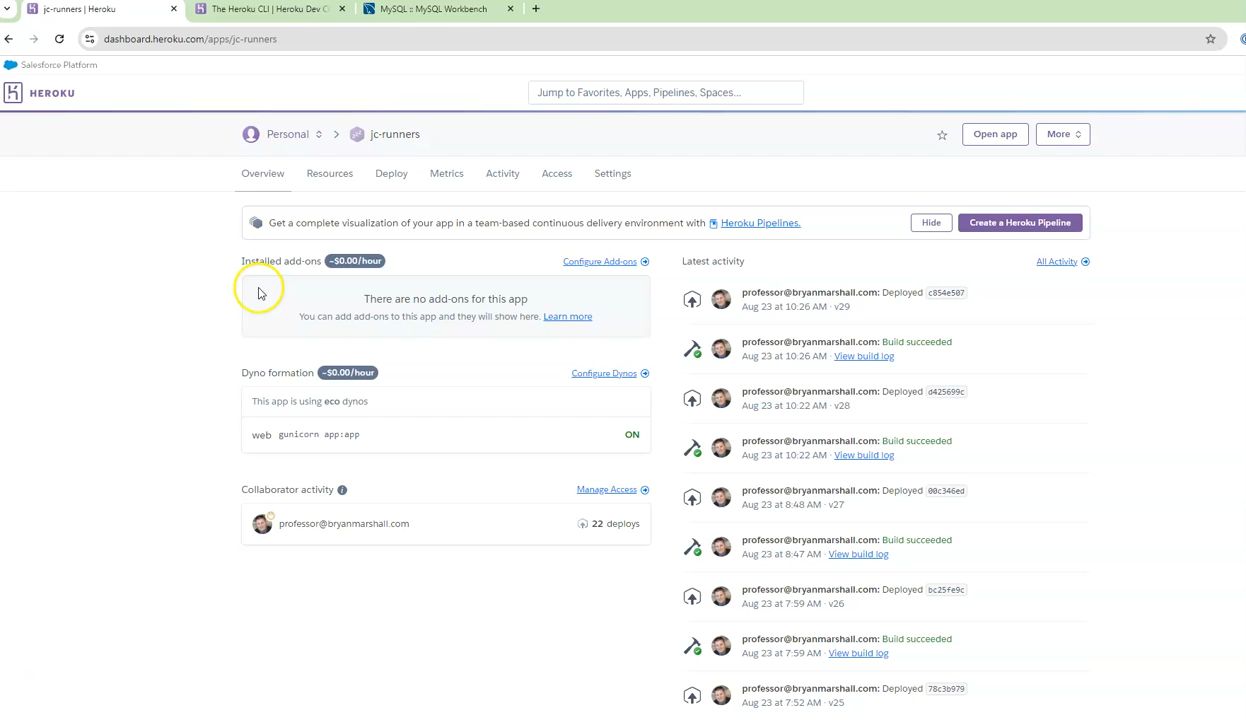 jc-runners | Heroku
The Heroku CLI | Heroku Dev C
MySQL :: MySQL Workbench
dashboard.heroku.com/apps/jc-runners
Salesforce Platform
HEROKU
Jump to Favorites, Apps, Pipelines, Spaces...
Personal
jc-runners
Open app
More
Overview
Resources
Deploy
Metrics
Activity
Access
Settings
Get a complete visualization of your app in a team-based continuous delivery environment with Heroku Pipelines.
Hide
Create a Heroku Pipeline
Installed add-ons ~$0.00/hour
Configure Add-ons
There are no add-ons for this app
You can add add-ons to this app and they will show here. Learn more
Dyno formation ~$0.00/hour
Configure Dynos
This app is using eco dynos
web gunicorn app:app
ON
Collaborator activity
Manage Access
professor@bryanmarshall.com
22 deploys
Latest activity
All Activity
professor@bryanmarshall.com: Deployed c854e507
Aug 23 at 10:26 AM · v29
professor@bryanmarshall.com: Build succeeded
Aug 23 at 10:26 AM · View build log
professor@bryanmarshall.com: Deployed d425699c
Aug 23 at 10:22 AM · v28
professor@bryanmarshall.com: Build succeeded
Aug 23 at 10:22 AM · View build log
professor@bryanmarshall.com: Deployed 00c346ed
Aug 23 at 8:48 AM · v27
professor@bryanmarshall.com: Build succeeded
Aug 23 at 8:47 AM · View build log
professor@bryanmarshall.com: Deployed bc25fe9c
Aug 23 at 7:59 AM · v26
professor@bryanmarshall.com: Build succeeded
Aug 23 at 7:59 AM · View build log
professor@bryanmarshall.com: Deployed 78c3b979
Aug 23 at 7:52 AM · v25